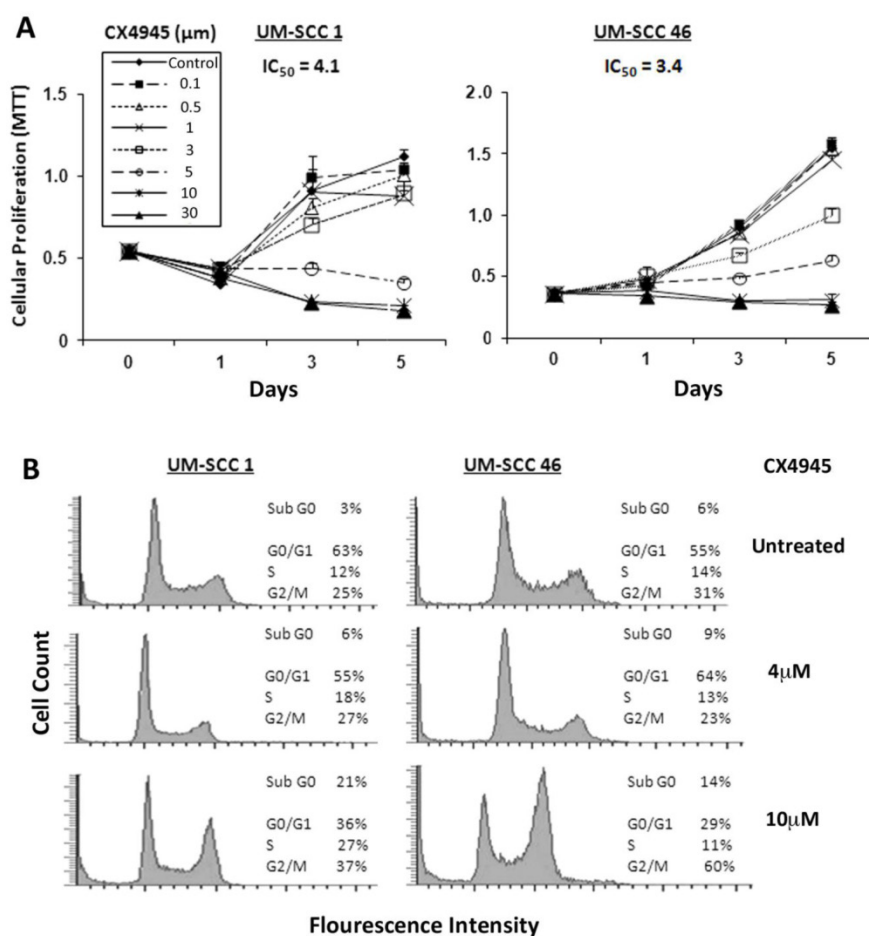 A
CX4945 (μm)
Control
0.1
0.5
1
3
5
10
30
UM-SCC 1
IC50 = 4.1
Cellular Proliferation (MTT)
1.5
1.0
0.5
0
0 1 3 5
Days
UM-SCC 46
IC50 = 3.4
2.0
1.5
1.0
0.5
0
0 1 3 5
Days
B
UM-SCC 1 UM-SCC 46 CX4945
Sub G0 3%
G0/G1 63%
S 12%
G2/M 25%
Sub G0 6%
G0/G1 55%
S 14%
G2/M 31%
Untreated
Sub G0 6%
G0/G1 55%
S 18%
G2/M 27%
Sub G0 9%
G0/G1 64%
S 13%
G2/M 23%
4μM
Sub G0 21%
G0/G1 36%
S 27%
G2/M 37%
Sub G0 14%
G0/G1 29%
S 11%
G2/M 60%
10μM
Cell Count
Flourescence Intensity